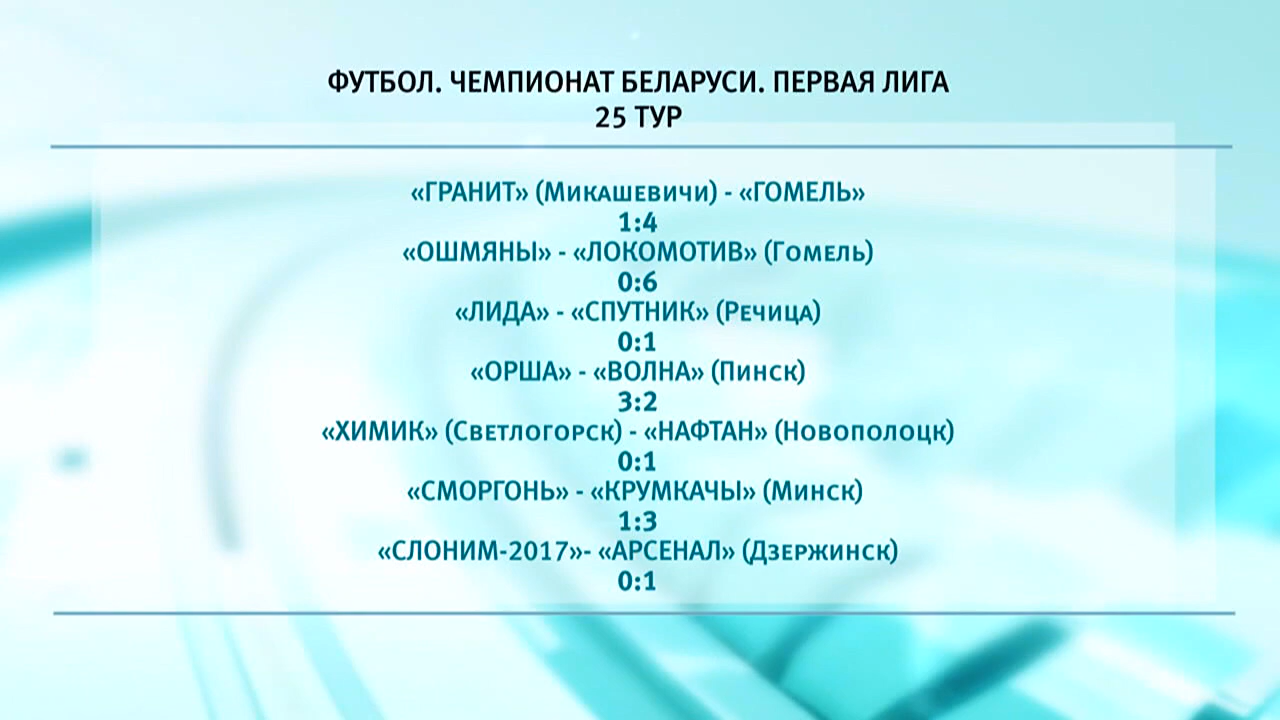 ФУТБОЛ. ЧЕМПИОНАТ БЕЛАРУСИ. ПЕРВАЯ ЛИГА
25 ТУР
«ГРАНИТ» (Микашевичи) - «ГОМЕЛЬ»
1:4
«ОШМЯНЫ» - «ЛОКОМОТИВ» (Гомель)
0:6
«ЛИДА» - «СПУТНИК» (Речица)
0:1
«ОРША» - «ВОЛНА» (Пинск)
3:2
«ХИМИК» (Светлогорск) - «НАФТАН» (Новополоцк)
0:1
«СМОРГОНЬ» - «КРУМКАЧЫ» (Минск)
1:3
«СЛОНИМ-2017»- «АРСЕНАЛ» (Дзержинск)
0:1